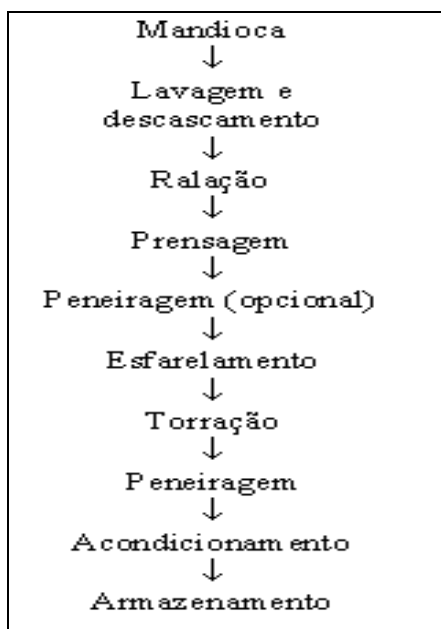 Mandioca
↓
Lavagem e
descascamento
↓
Ralação
↓
Prensagem
↓
Peneiragem (opcional)
↓
Esfarelamento
↓
Torração
↓
Peneiragem
↓
Acondicionamento
↓
Armazenamento